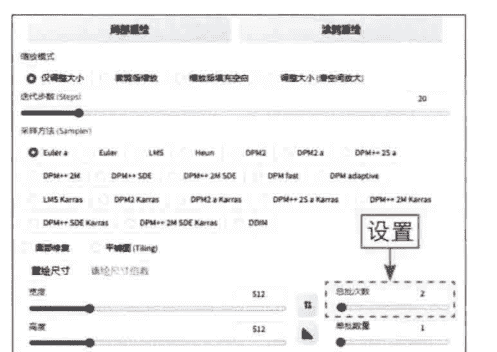 局部重绘 涂鸦重绘
缩放模式
仅调整大小 裁剪后缩放 缩放后填充空白 调整大小 (潜空间放大)
迭代步数 (Steps) 20
采样方法 (Sampler)
Euler a Euler LMS Heun DPM2 DPM2 a DPM++ 2S a
DPM++ 2M DPM++ SDE DPM++ 2M SDE DPM fast DPM adaptive
LMS Karras DPM2 Karras DPM2 a Karras DPM++ 2S a Karras DPM++ 2M Karras
DPM++ SDE Karras DPM++ 2M SDE Karras DDIM
设置
面部修复 平铺图 (Tiling)
重绘尺寸 重绘尺寸倍数
宽度 512 总批次数 2
高度 512 单批数量 1